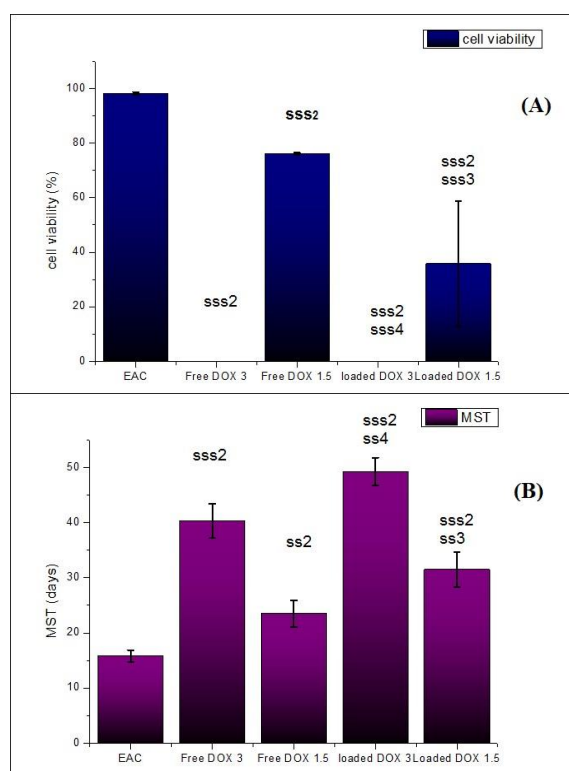 cell viability
(A)
100
80
60
40
20
0
cell viability (%)
sss2
sss2
sss2
sss4
sss2
sss3
EAC
Free DOX 3
Free DOX 1.5
loaded DOX 3
Loaded DOX 1.5
MST
(B)
50
40
30
20
10
0
MST (days)
sss2
ss2
sss2
ss4
sss2
ss3
EAC
Free DOX 3
Free DOX 1.5
loaded DOX 3
Loaded DOX 1.5